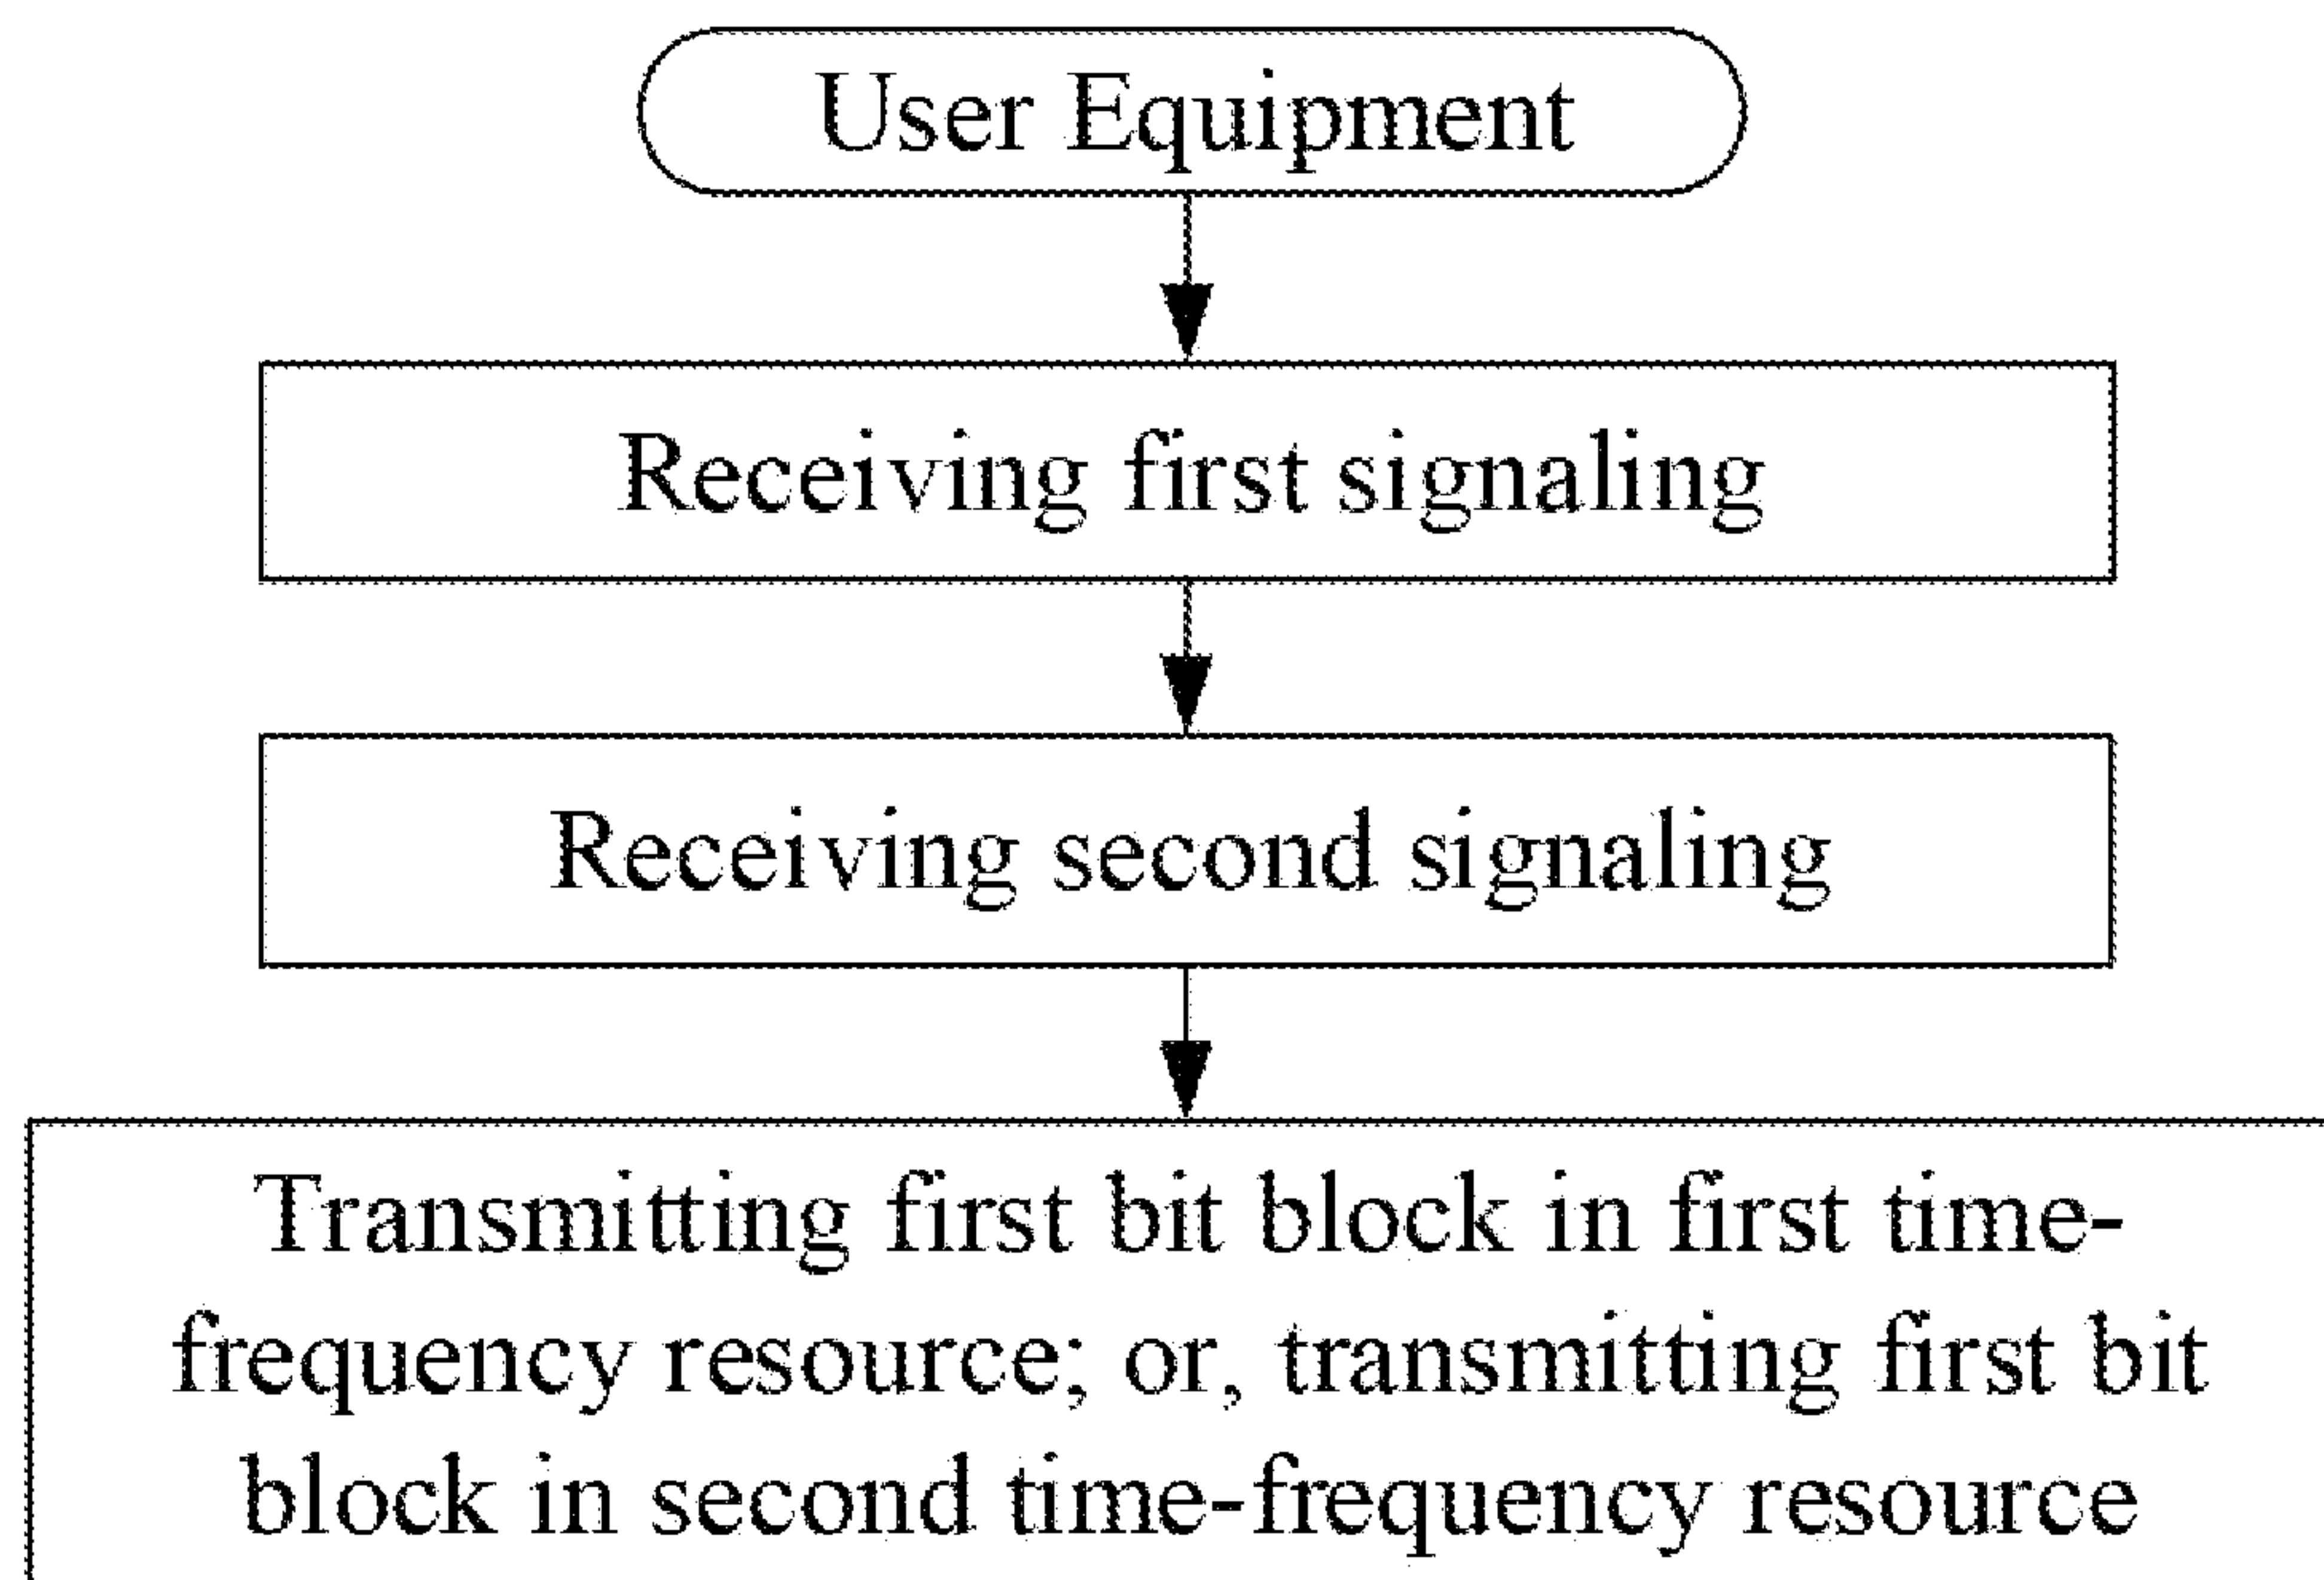 User Equipment
Receiving first signaling
Receiving second signaling
Transmitting first bit block in first time-
frequency resource; or, transmitting first bit
block in second time-frequency resource